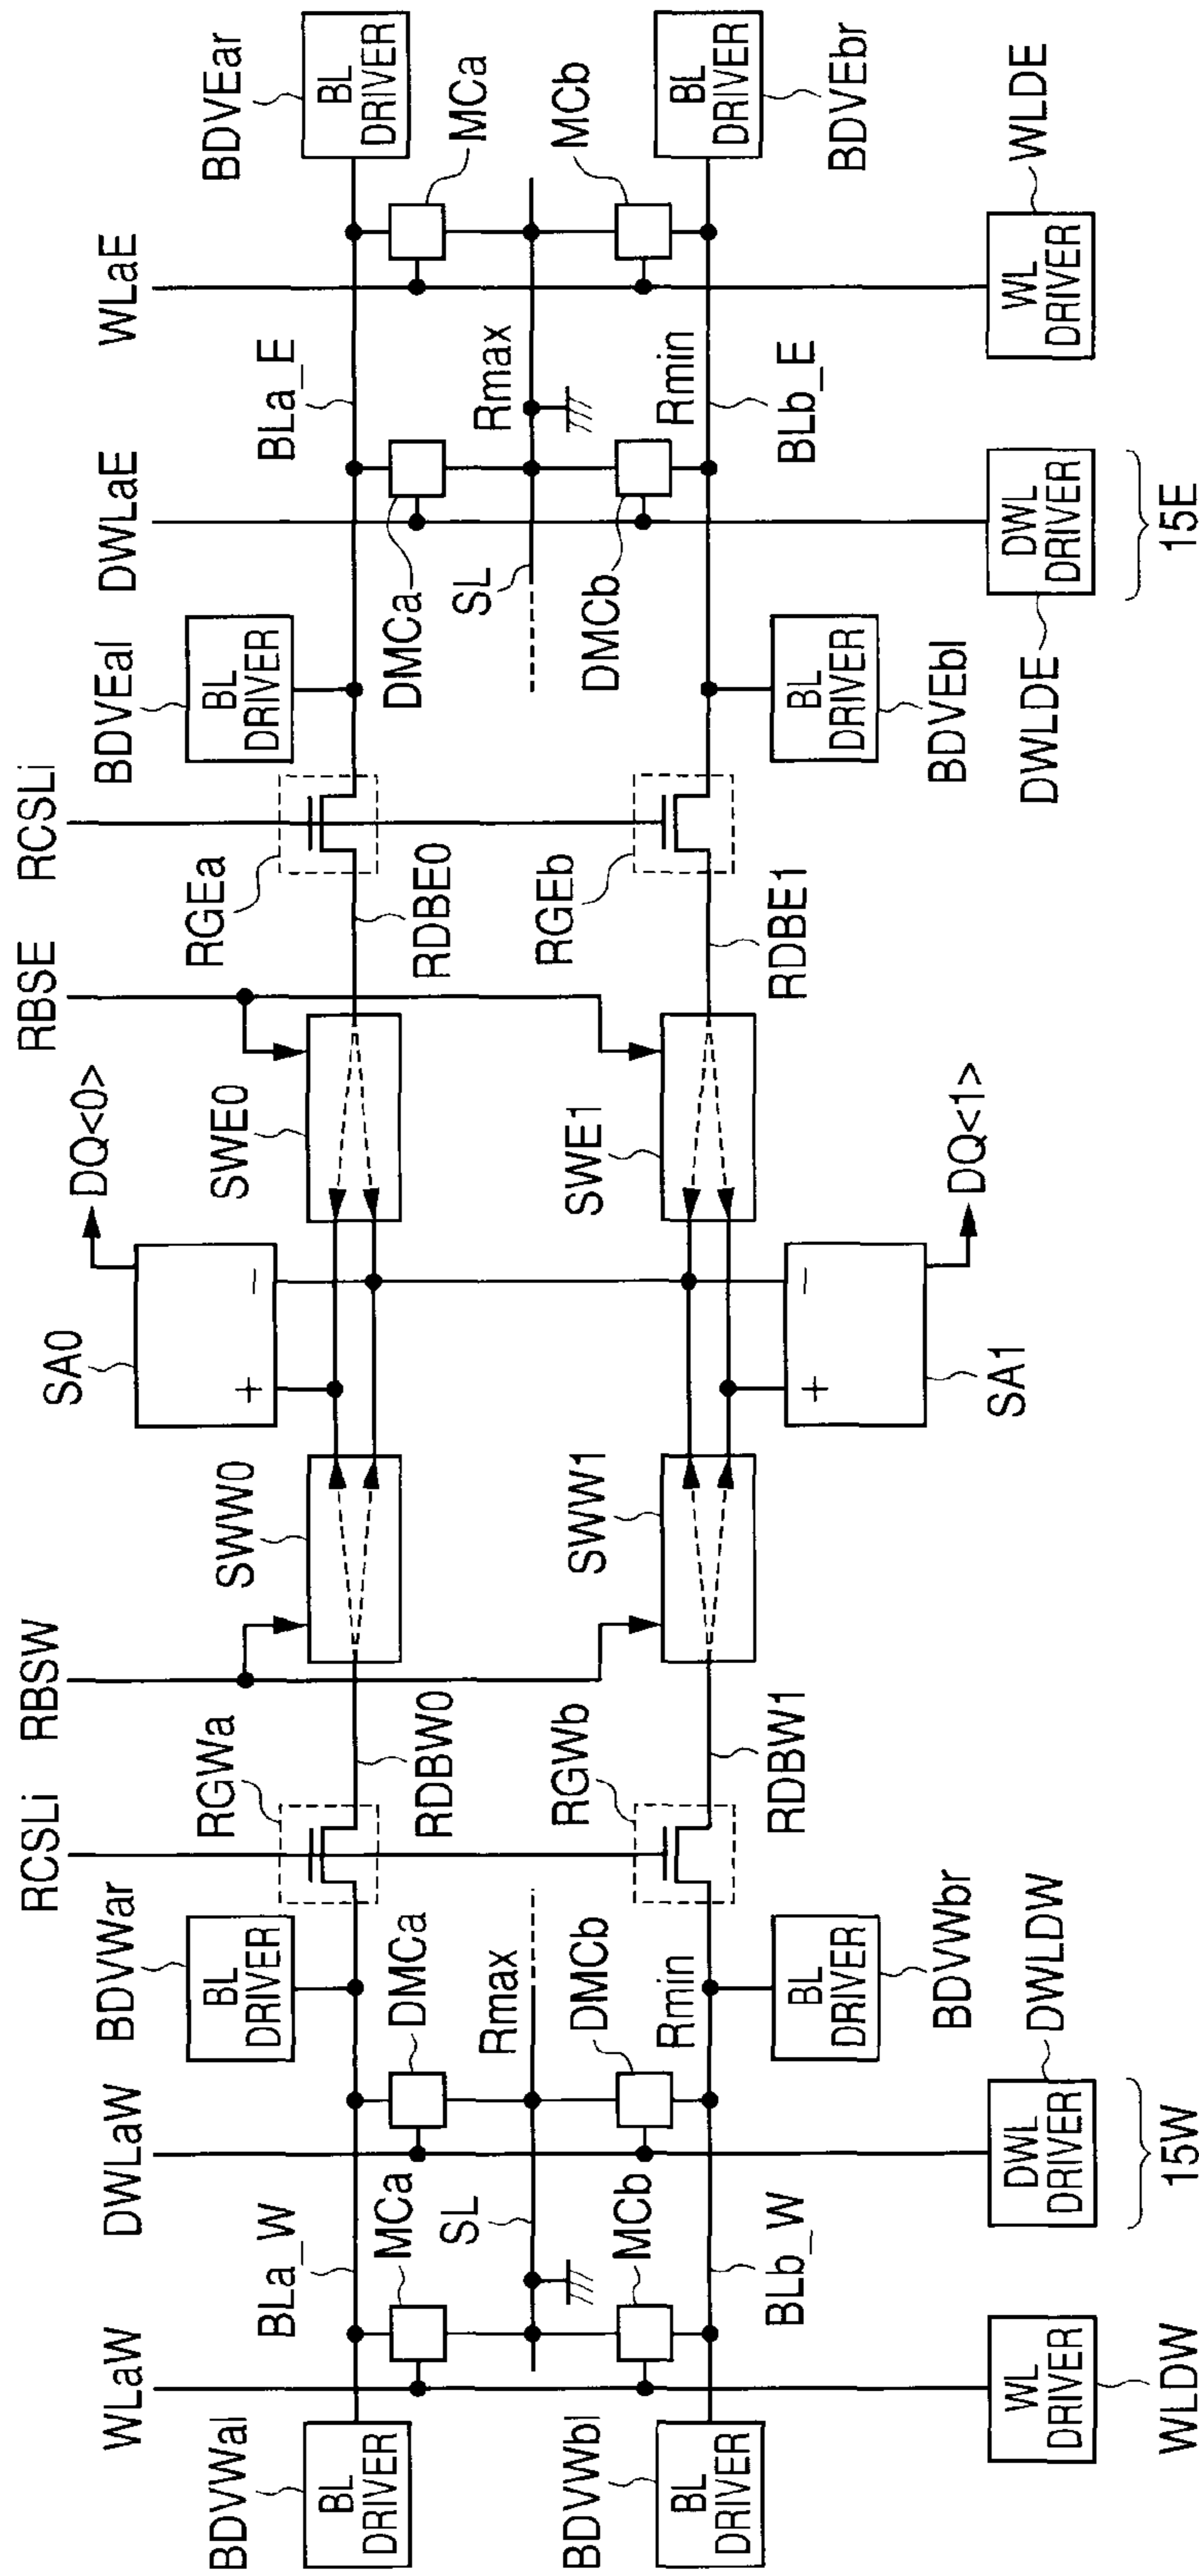 RCSLi
RBSW
RBSE
RCSLi
DQ<0>
WLaW
DWLaW
BDVWar
RGWa
SWW0
SA0
SWE0
RGEa
BDVEal
DWLaE
WLaE
BDVEar
BL
DRIVER
BL
DRIVER
+
−
BDVWal
BLa_W
BLa_E
BL
DRIVER
BL
DRIVER
MCa
DMCa
RDBW0
RDBE0
DMCa
MCa
SL
Rmax
SL
Rmax
BDVWbl
MCb
DMCb
RGWb
SWW1
SWE1
RGEb
DMCb
MCb
Rmin
Rmin
BL
DRIVER
BL
DRIVER
BLb_W
RDBW1
RDBE1
BLb_E
BL
DRIVER
+
−
BL
DRIVER
BDVEbr
BDVWbr
DQ<1>
BDVEbl
SA1
WL
DRIVER
DWL
DRIVER
DWLDW
DWLDE
DWL
DRIVER
WL
DRIVER
WLDE
WLDW
15W
15E